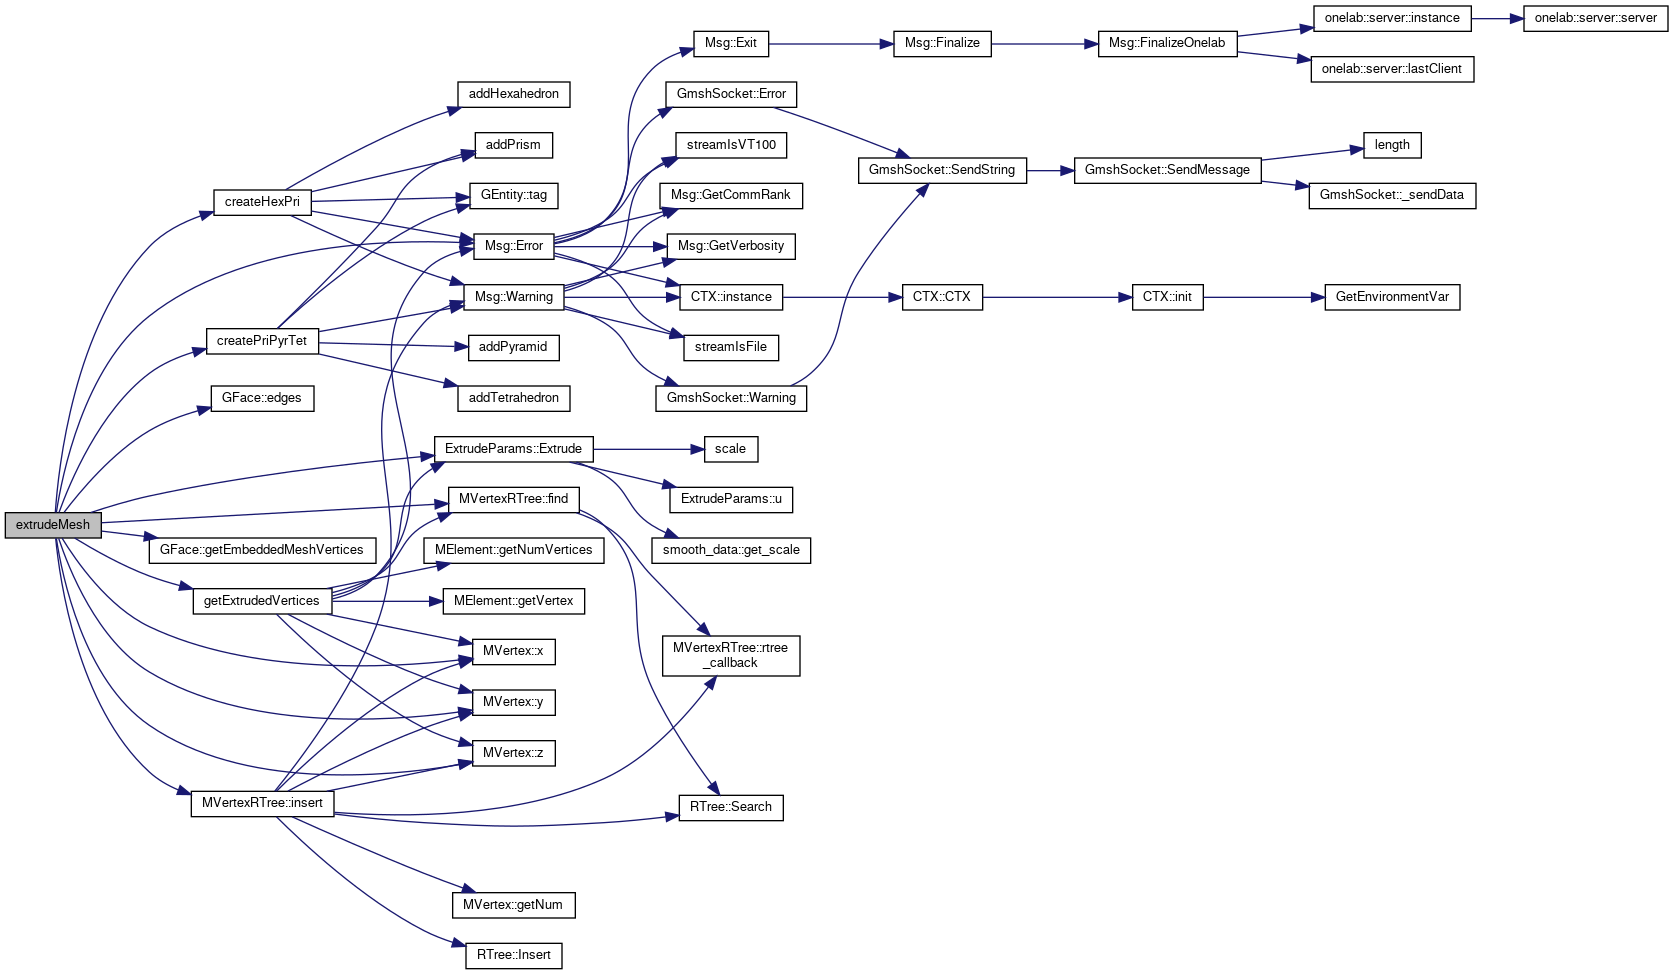 extrudeMesh
createHexPri
createPriPyrTet
GFace::edges
GFace::getEmbeddedMeshVertices
getExtrudedVertices
MVertexRTree::insert
addHexahedron
addPrism
GEntity::tag
Msg::Error
Msg::Warning
addPyramid
addTetrahedron
ExtrudeParams::Extrude
MVertexRTree::find
MElement::getNumVertices
MElement::getVertex
MVertex::x
MVertex::y
MVertex::z
MVertex::getNum
RTree::Insert
Msg::Exit
GmshSocket::Error
streamIsVT100
Msg::GetCommRank
Msg::GetVerbosity
CTX::instance
streamIsFile
GmshSocket::Warning
scale
ExtrudeParams::u
smooth_data::get_scale
MVertexRTree::rtree
_callback
RTree::Search
Msg::Finalize
GmshSocket::SendString
CTX::CTX
Msg::FinalizeOnelab
GmshSocket::SendMessage
CTX::init
onelab::server::instance
onelab::server::lastClient
length
GmshSocket::_sendData
GetEnvironmentVar
onelab::server::server